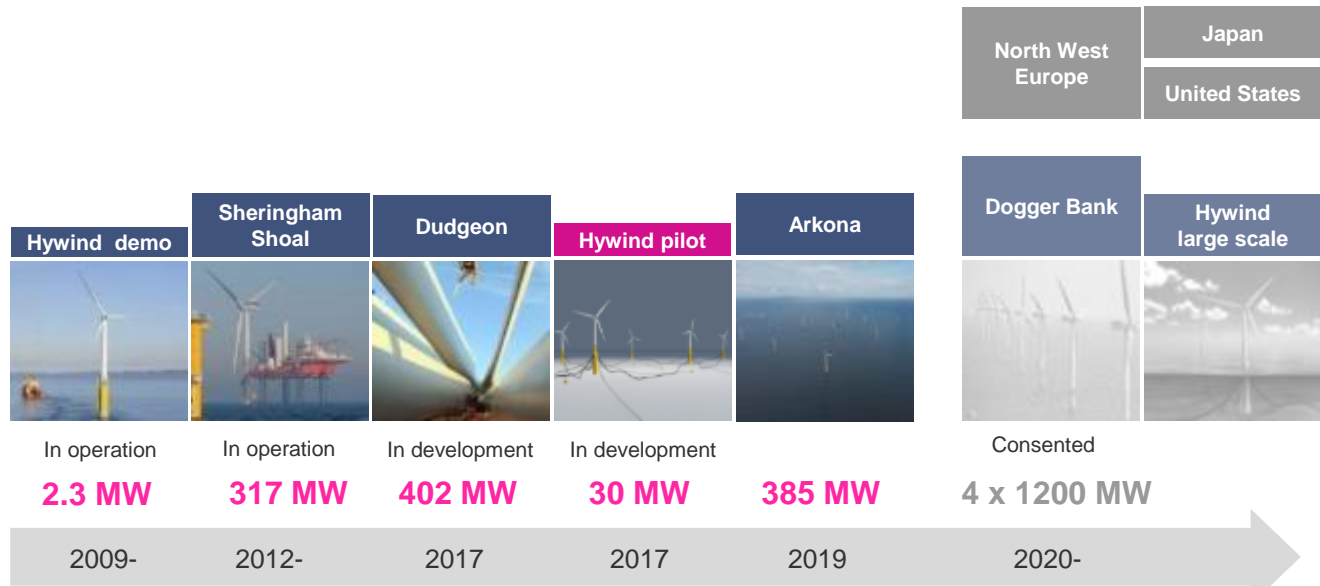 North West
Europe
Japan
United States
Hywind demo
Sheringham
Shoal
Dudgeon
Hywind pilot
Arkona
Dogger Bank
Hywind
large scale
In operation
In operation
In development
In development
Consented
2.3 MW
317 MW
402 MW
30 MW
385 MW
4 x 1200 MW
2009-
2012-
2017
2017
2019
2020-